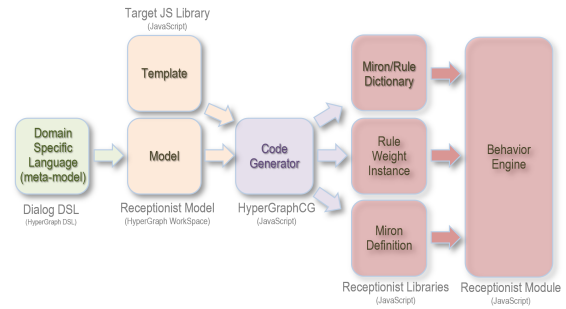 Target JS Library
(JavaScript)
Template
Miron/Rule
Dictionary
Domain
Specific
Language
(meta-model)
Model
Code
Generator
Rule
Weight
Instance
Behavior
Engine
Dialog DSL
(HyperGraph DSL)
Receptionist Model
(HyperGraph WorkSpace)
HyperGraphCG
(JavaScript)
Miron
Definition
Receptionist Libraries
(JavaScript)
Receptionist Module
(JavaScript)